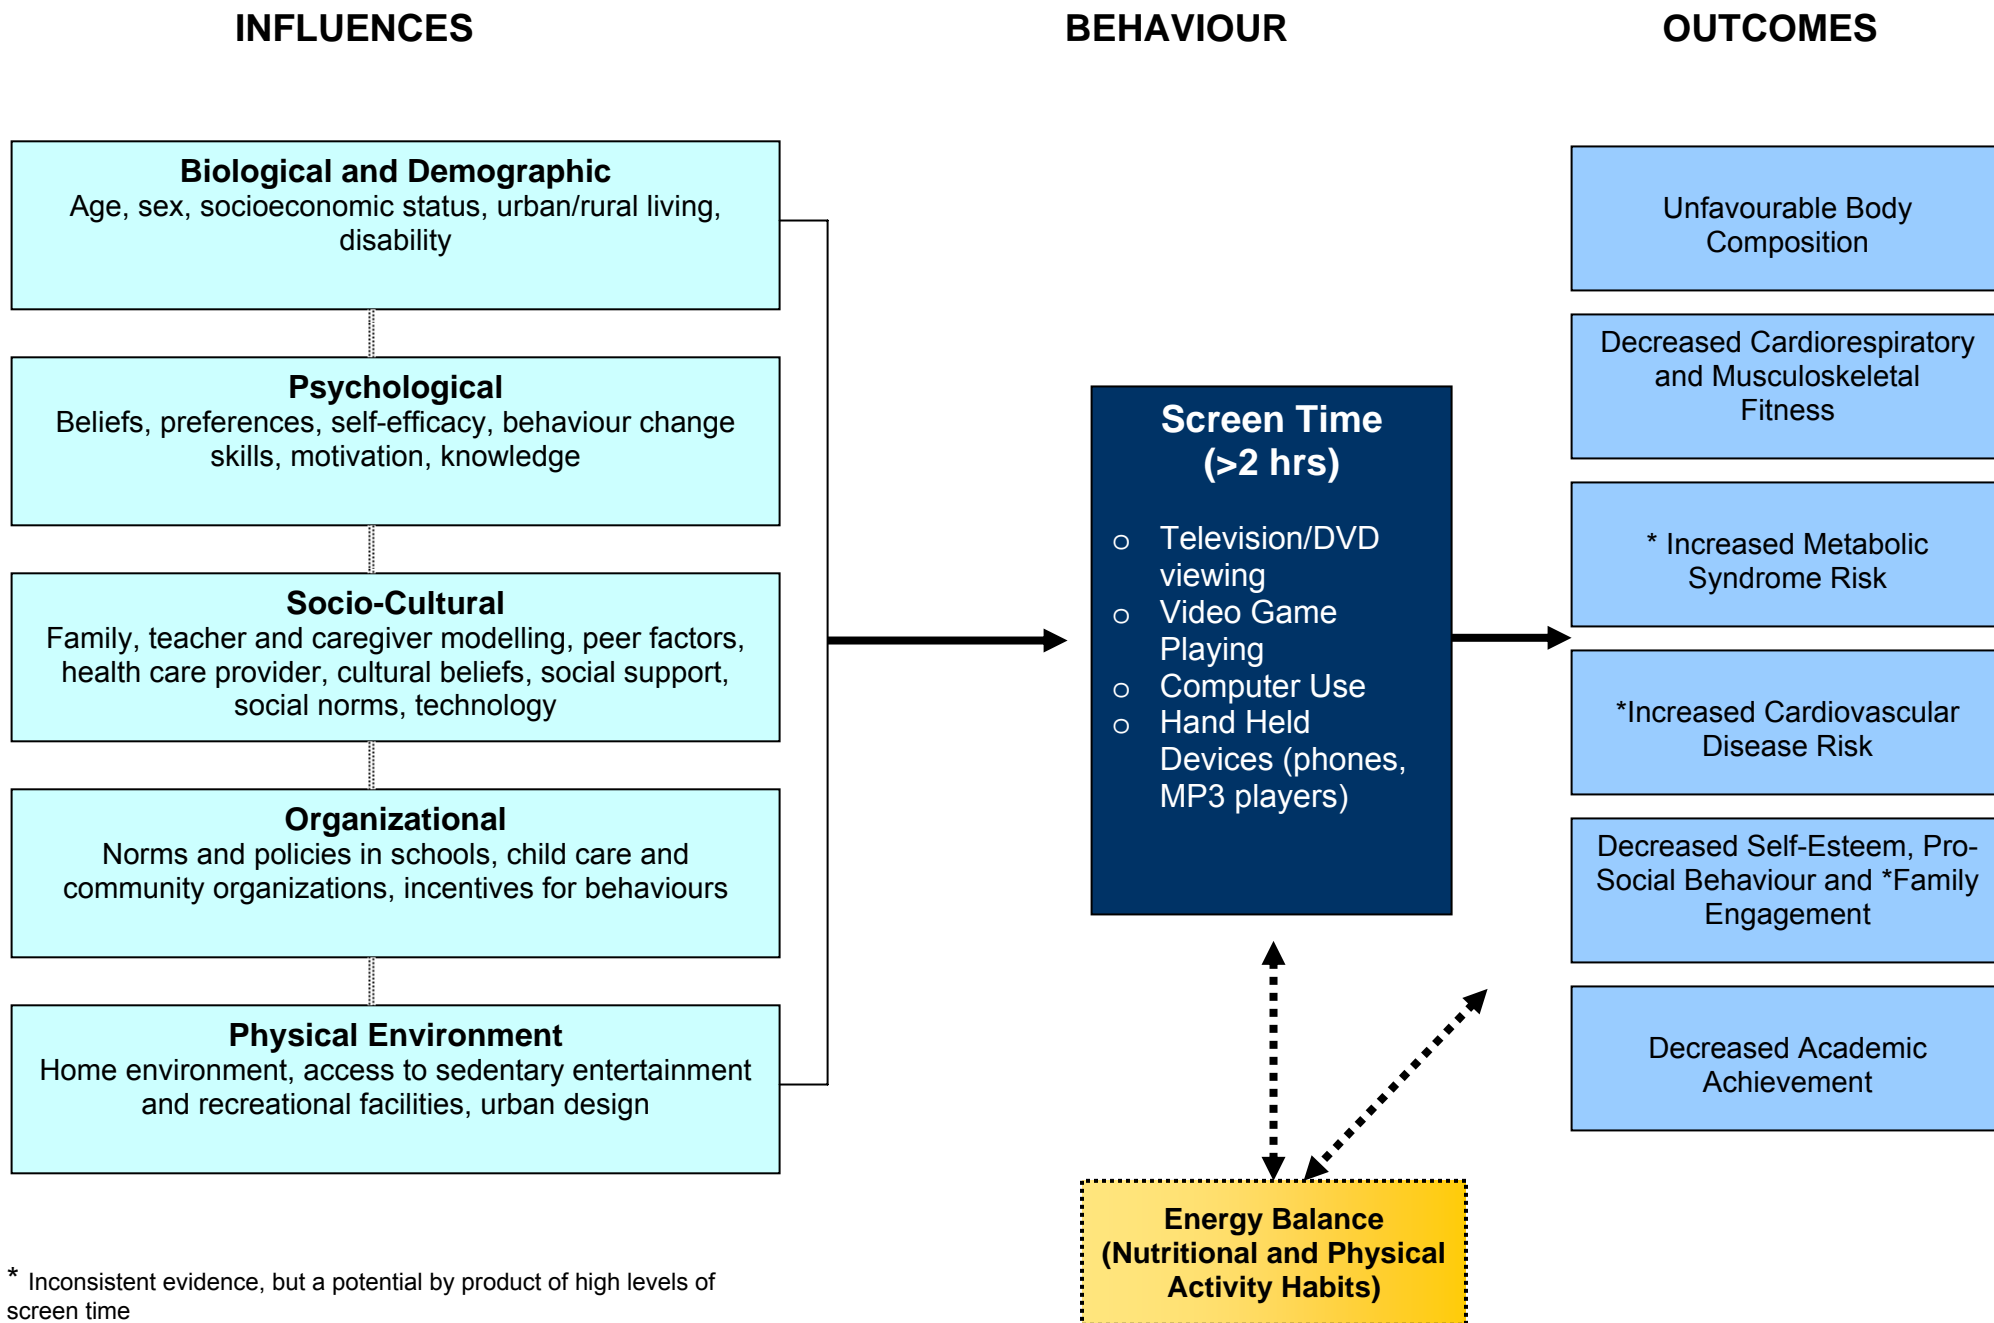 INFLUENCES
BEHAVIOUR
OUTCOMES
Biological and Demographic
Age, sex, socioeconomic status, urban/rural living,
disability
Psychological
Beliefs, preferences, self-efficacy, behaviour change
skills, motivation, knowledge
Socio-Cultural
Family, teacher and caregiver modelling, peer factors,
health care provider, cultural beliefs, social support,
social norms, technology
Organizational
Norms and policies in schools, child care and
community organizations, incentives for behaviours
Physical Environment
Home environment, access to sedentary entertainment
and recreational facilities, urban design
* Inconsistent evidence, but a potential by product of high levels of
screen time
Screen Time
(>2 hrs)
o Television/DVD
viewing
o Video Game
Playing
o Computer Use
o Hand Held
Devices (phones,
MP3 players)
Energy Balance
(Nutritional and Physical
Activity Habits)
Unfavourable Body
Composition
Decreased Cardiorespiratory
and Musculoskeletal
Fitness
* Increased Metabolic
Syndrome Risk
*Increased Cardiovascular
Disease Risk
Decreased Self-Esteem, Pro-
Social Behaviour and *Family
Engagement
Decreased Academic
Achievement